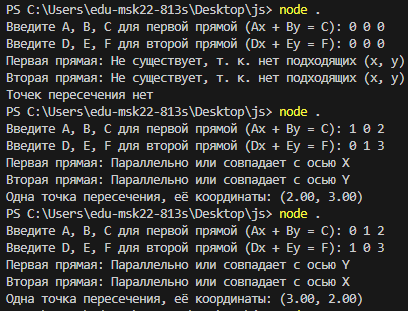 PS C:\Users\edu-msk22-813s\Desktop\js> node .
Введите A, B, C для первой прямой (Ax + By = C): 0 0 0
Введите D, E, F для второй прямой (Dx + Ey = F): 0 0 0
Первая прямая: Не существует, т. к. нет подходящих (x, y)
Вторая прямая: Не существует, т. к. нет подходящих (x, y)
Точек пересечения нет
PS C:\Users\edu-msk22-813s\Desktop\js> node .
Введите A, B, C для первой прямой (Ax + By = C): 1 0 2
Введите D, E, F для второй прямой (Dx + Ey = F): 0 1 3
Первая прямая: Параллельно или совпадает с осью X
Вторая прямая: Параллельно или совпадает с осью Y
Одна точка пересечения, её координаты: (2.00, 3.00)
PS C:\Users\edu-msk22-813s\Desktop\js> node .
Введите A, B, C для первой прямой (Ax + By = C): 0 1 2
Введите D, E, F для второй прямой (Dx + Ey = F): 1 0 3
Первая прямая: Параллельно или совпадает с осью Y
Вторая прямая: Параллельно или совпадает с осью X
Одна точка пересечения, её координаты: (3.00, 2.00)